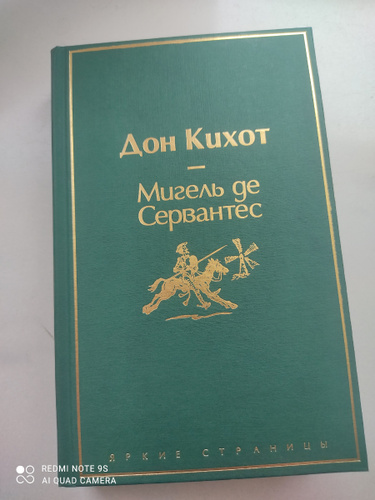 Дон Кихот
Мигель де
Сервантес
ЯРКИЕ СТРАНИЦЫ
REDMI NOTE 9S
AI QUAD CAMERA